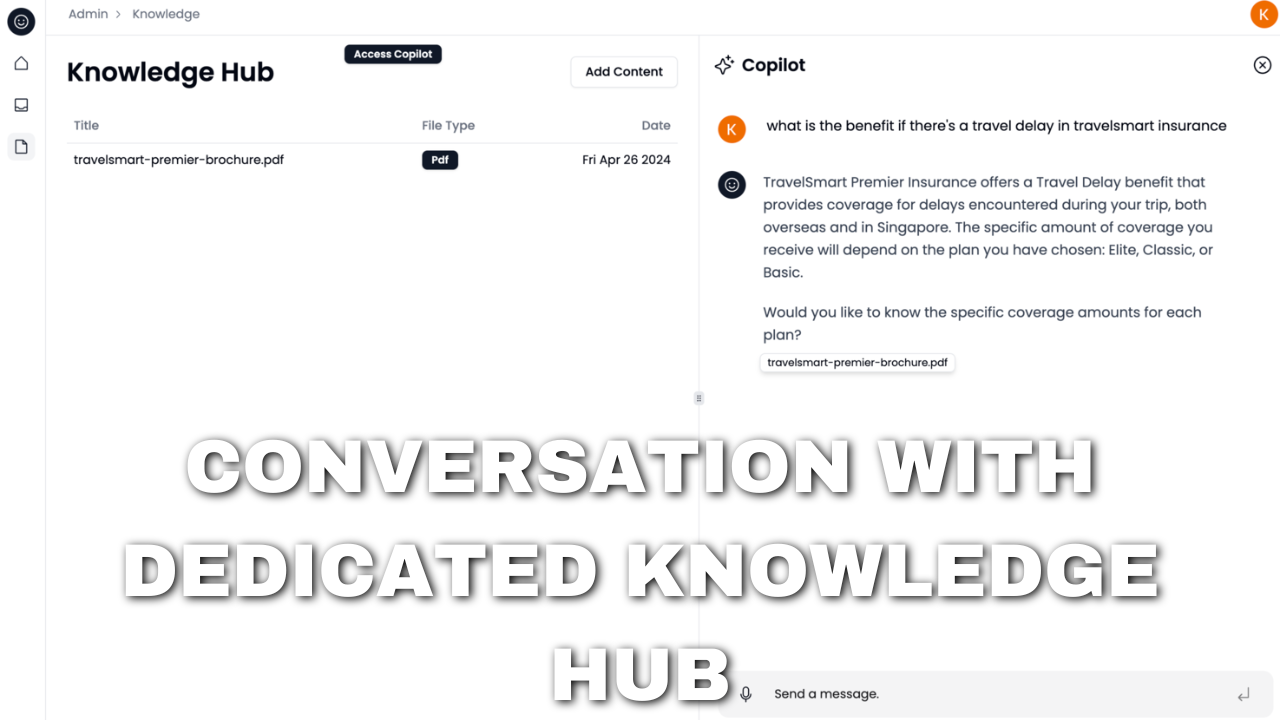 Admin > Knowledge
K
Access Copilot
Knowledge Hub
Add Content
Title File Type Date
travelsmart-premier-brochure.pdf Pdf Fri Apr 26 2024
Copilot
K
what is the benefit if there's a travel delay in travelsmart insurance
TravelSmart Premier Insurance offers a Travel Delay benefit that
provides coverage for delays encountered during your trip, both
overseas and in Singapore. The specific amount of coverage you
receive will depend on the plan you have chosen: Elite, Classic, or
Basic.
Would you like to know the specific coverage amounts for each
plan?
travelsmart-premier-brochure.pdf
CONVERSATION WITH
DEDICATED KNOWLEDGE
HUB
Send a message.